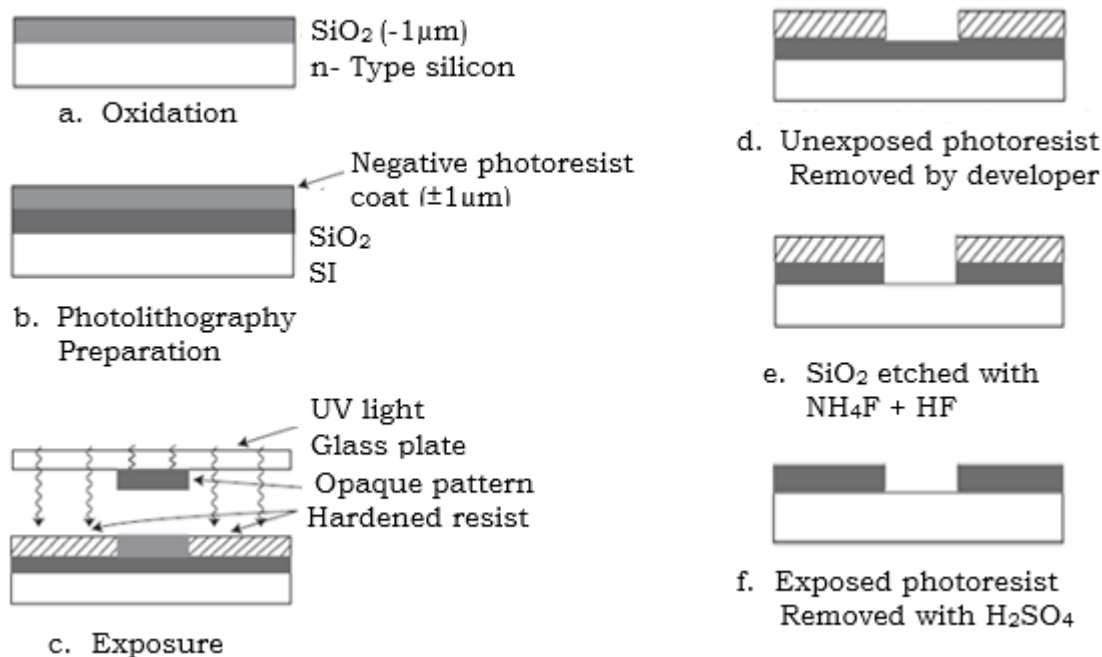 SiO₂ (-1µm)
n- Type silicon
a. Oxidation
Negative photoresist
coat (±1um)
SiO₂
SI
b. Photolithography
Preparation
UV light
Glass plate
Opaque pattern
Hardened resist
c. Exposure
d. Unexposed photoresist
Removed by developer
e. SiO₂ etched with
NH₄F + HF
f. Exposed photoresist
Removed with H₂SO₄